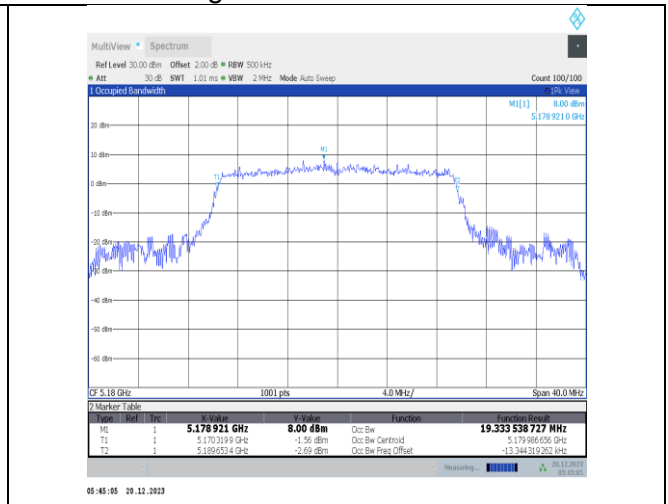 MultiView Spectrum
Ref Level 30.00 dBm Offset 2.00 dB RBW 500 kHz
Att 30 dB SWT 1.01 ms VBW 2 MHz Mode Auto Sweep Count 100/100
1 Occupied Bandwidth 1Pk View
M1[1] 8.00 dBm
5.1789210 GHz
20 dBm
10 dBm
M1
0 dBm
T1
T2
-10 dBm
-20 dBm
-30 dBm
-40 dBm
-50 dBm
-60 dBm
CF 5.18 GHz 1001 pts 4.0 MHz/ Span 40.0 MHz
2 Marker Table
Type Ref Trc X-Value Y-Value Function Function Result
M1 1 5.178921 GHz 8.00 dBm Occ Bw 19.333538727 MHz
T1 1 5.1703199 GHz -1.56 dBm Occ Bw Centroid 5.179986656 GHz
T2 1 5.1896534 GHz -2.69 dBm Occ Bw Freq Offset -13.344319262 kHz
Measuring... 20.12.2023
05:45:05
05:45:05 20.12.2023